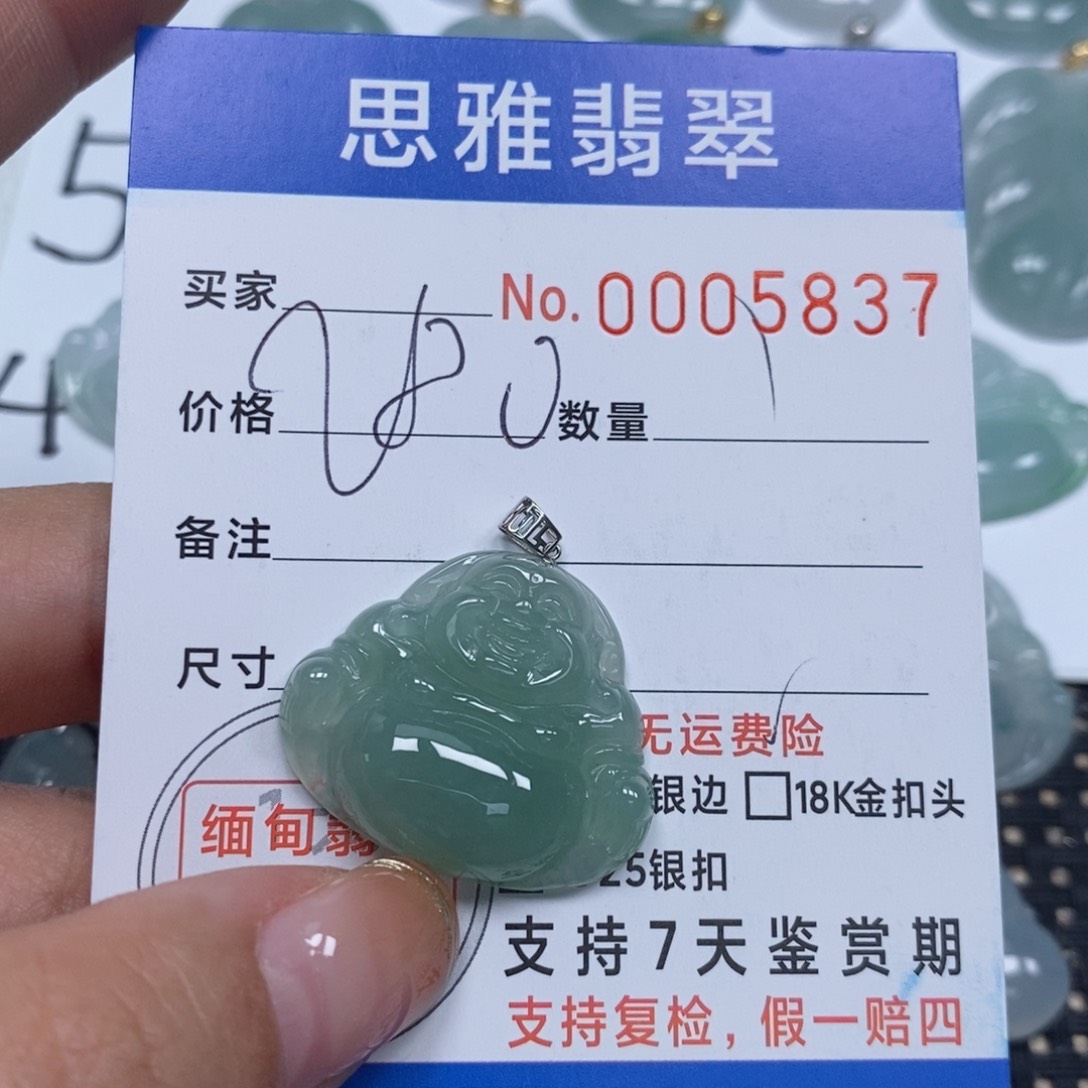 思雅翡翠
5
买家 No.0005837
价格 数量
4
备注
尺寸
无运费险
银边 □18K金扣头
缅甸翡
25银扣
支持7天鉴赏期
支持复检，假一赔四